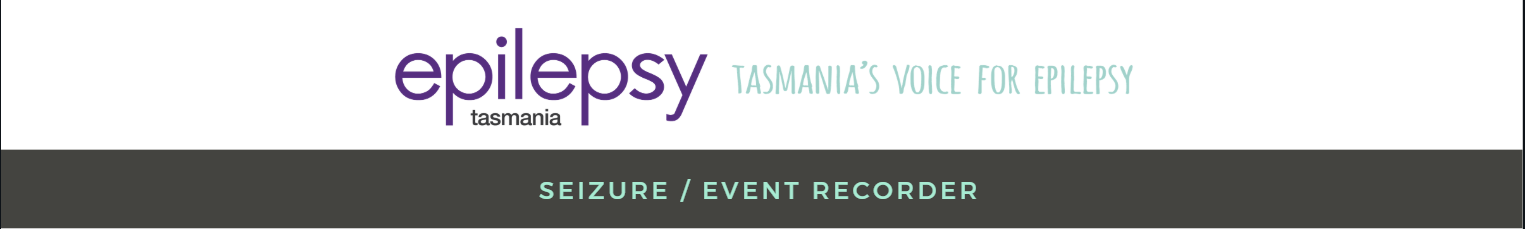 epilepsy tasmania's voice for epilepsy
tasmania
SEIZURE / EVENT RECORDER